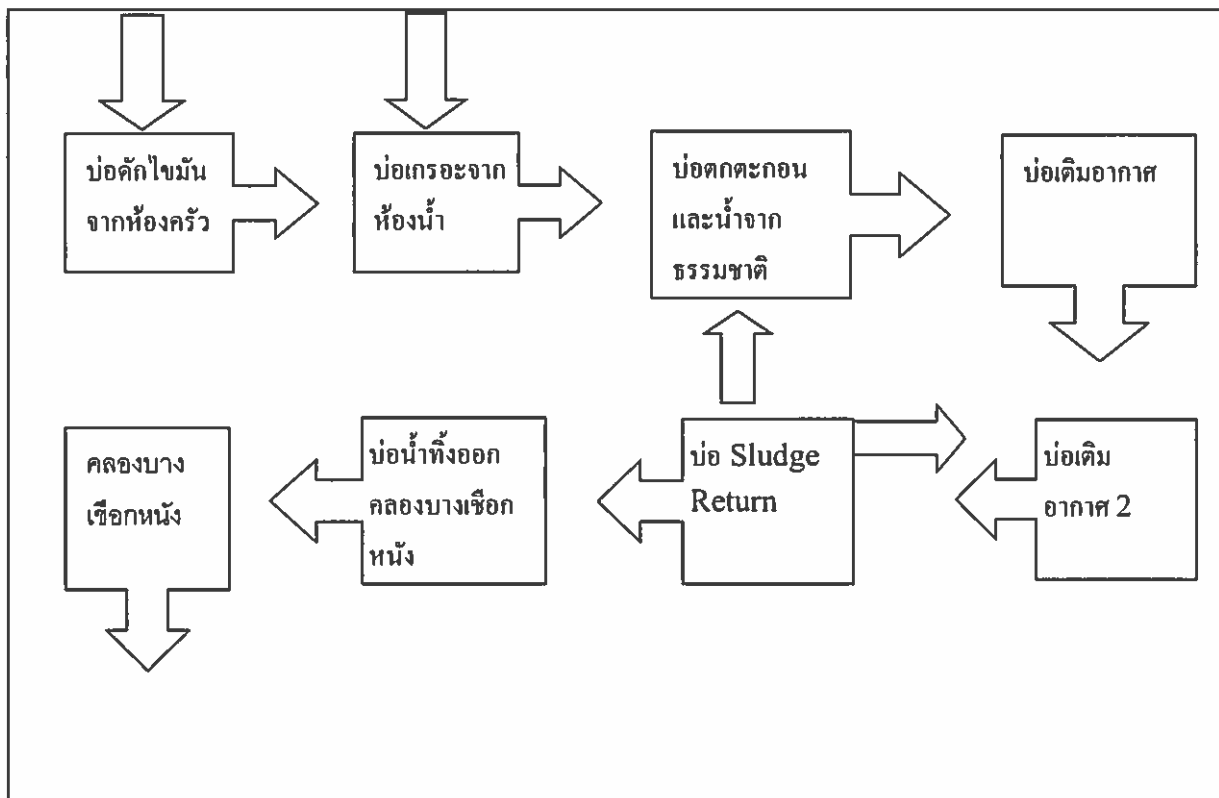 บ่อดักไขมัน
จากห้องครัว
บ่อเกรอะจาก
ห้องน้ำ
บ่อตกตะกอน
และน้ำจาก
ธรรมชาติ
บ่อเติมอากาศ
คลองบาง
เชือกหนัง
บ่อน้ำทิ้งออก
คลองบางเชือก
หนัง
บ่อ Sludge
Return
บ่อเติม
อากาศ 2